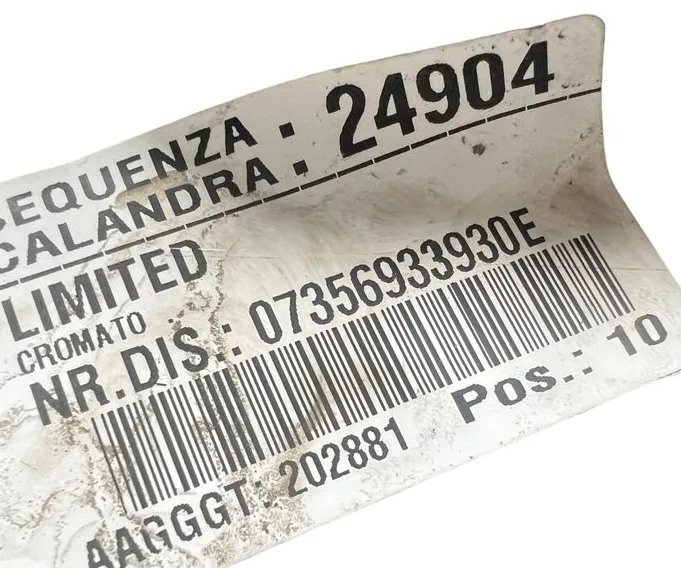 SEQUENZA : 24904
CALANDRA :
LIMITED
CROMATO
NR.DIS.: 07356933930E
AAGGGT: 202881 Pos.: 10